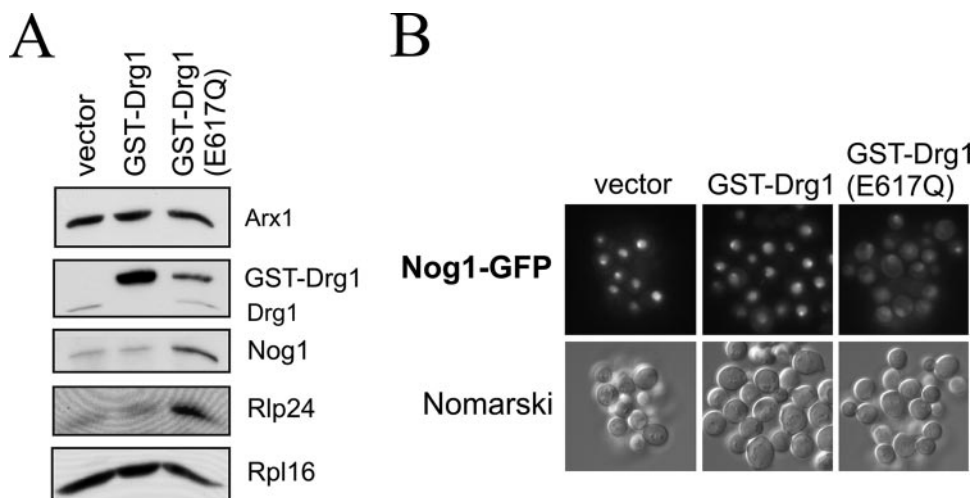 A
vector
GST-Drg1
GST-Drg1
(E617Q)
Arx1
GST-Drg1
Drg1
Nog1
Rlp24
Rpl16
B
vector
GST-Drg1
GST-Drg1
(E617Q)
Nog1-GFP
Nomarski